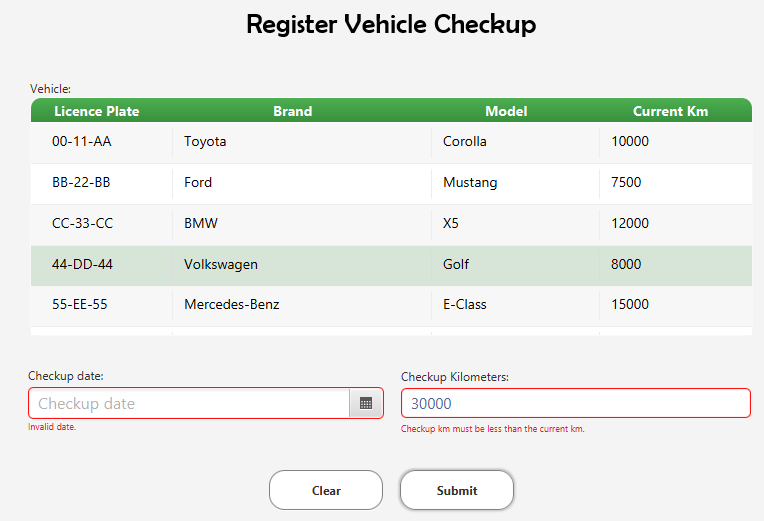 Register Vehicle Checkup
Vehicle:
Licence Plate Brand Model Current Km
00-11-AA Toyota Corolla 10000
BB-22-BB Ford Mustang 7500
CC-33-CC BMW X5 12000
44-DD-44 Volkswagen Golf 8000
55-EE-55 Mercedes-Benz E-Class 15000
Checkup date: Checkup Kilometers:
Checkup date 30000
Invalid date. Checkup km must be less than the current km.
Clear Submit